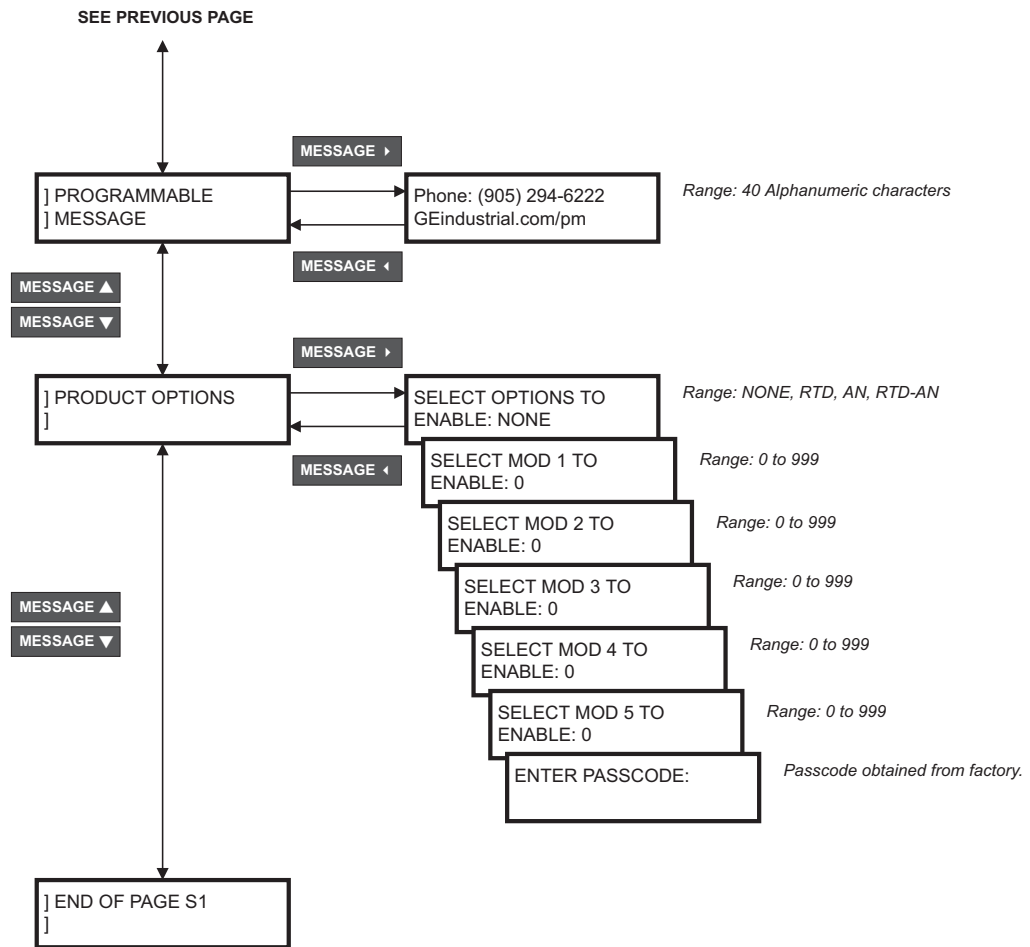 SEE PREVIOUS PAGE
MESSAGE
] PROGRAMMABLE
] MESSAGE
Phone: (905) 294-6222
GEindustrial.com/pm
Range: 40 Alphanumeric characters
MESSAGE
MESSAGE ▲
MESSAGE ▼
MESSAGE
] PRODUCT OPTIONS
]
SELECT OPTIONS TO
ENABLE: NONE
Range: NONE, RTD, AN, RTD-AN
MESSAGE
SELECT MOD 1 TO
ENABLE: 0
Range: 0 to 999
SELECT MOD 2 TO
ENABLE: 0
Range: 0 to 999
SELECT MOD 3 TO
ENABLE: 0
Range: 0 to 999
MESSAGE ▲
MESSAGE ▼
SELECT MOD 4 TO
ENABLE: 0
Range: 0 to 999
SELECT MOD 5 TO
ENABLE: 0
Range: 0 to 999
ENTER PASSCODE:
Passcode obtained from factory.
] END OF PAGE S1
]